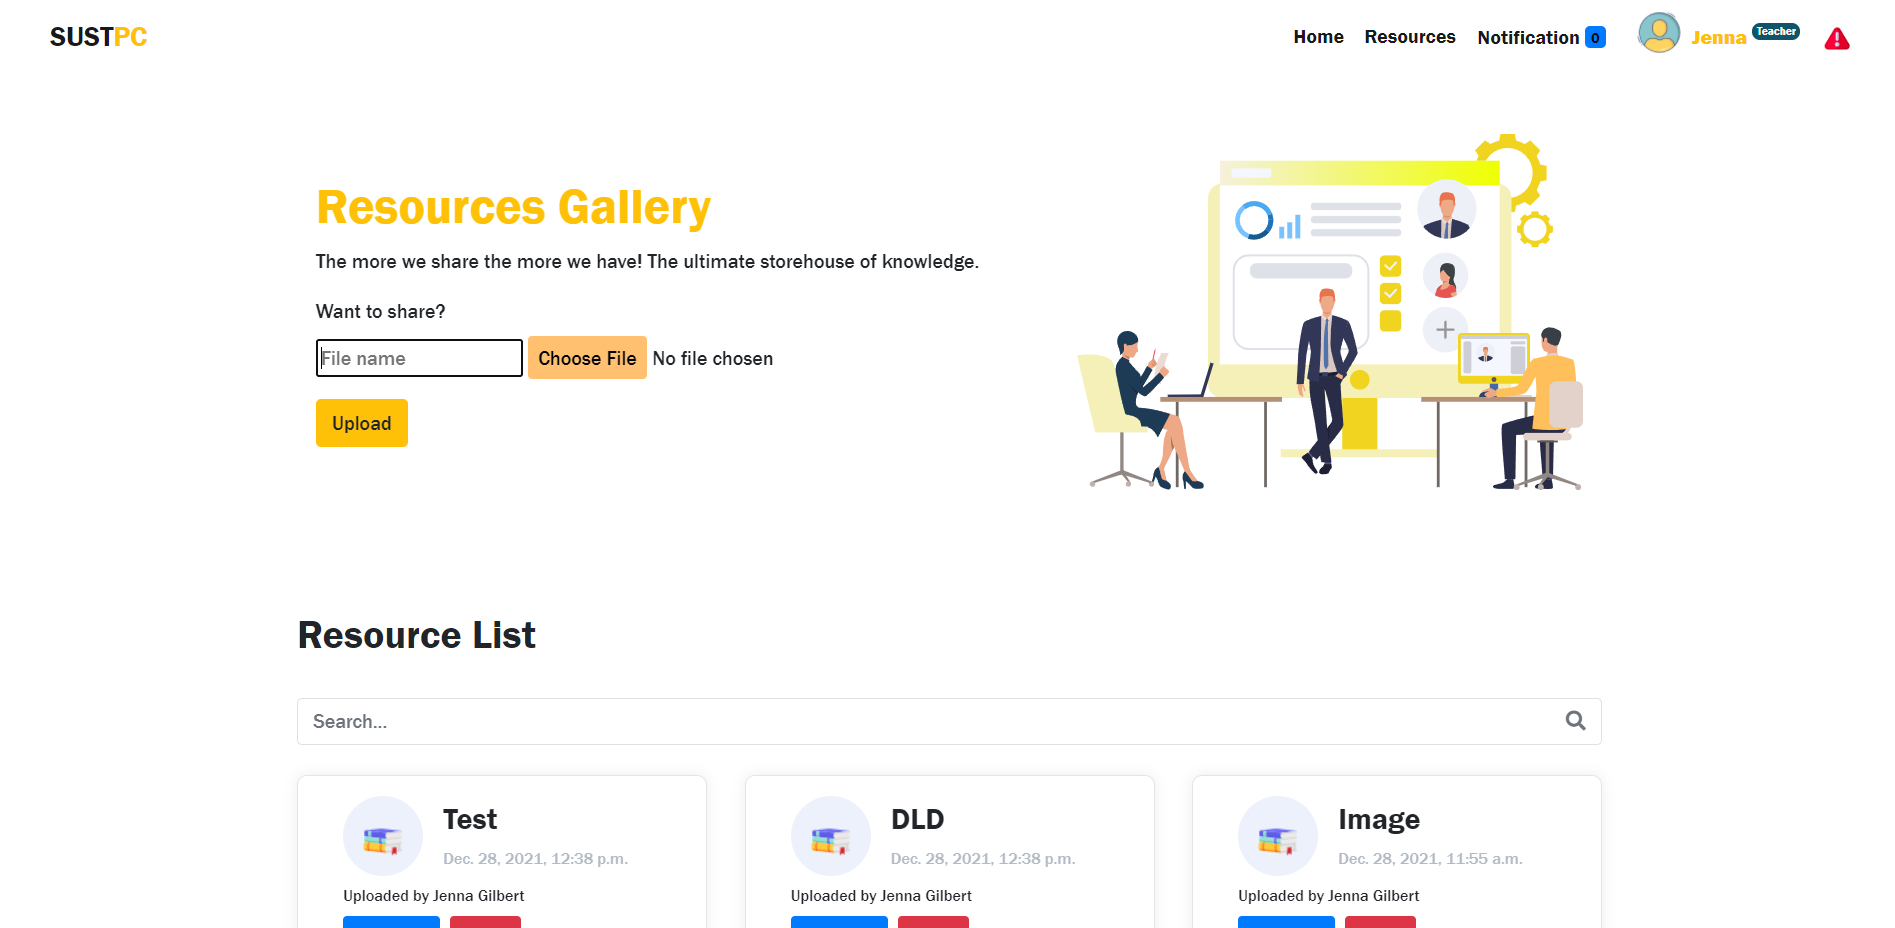 SUSTPC
Home Resources Notification 0 Jenna Teacher
Resources Gallery
The more we share the more we have! The ultimate storehouse of knowledge.
Want to share?
File name Choose File No file chosen
Upload
Resource List
Search...
Test
Dec. 28, 2021, 12:38 p.m.
Uploaded by Jenna Gilbert
DLD
Dec. 28, 2021, 12:38 p.m.
Uploaded by Jenna Gilbert
Image
Dec. 28, 2021, 11:55 a.m.
Uploaded by Jenna Gilbert